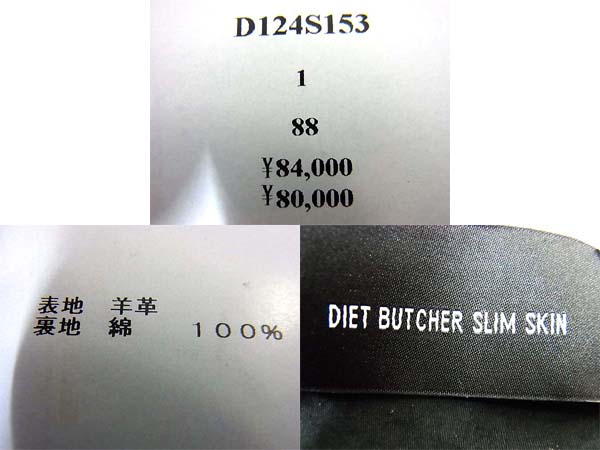 D124S153
1
88
¥84,000
¥80,000
表地 羊革
裏地 綿 100%
DIET BUTCHER SLIM SKIN